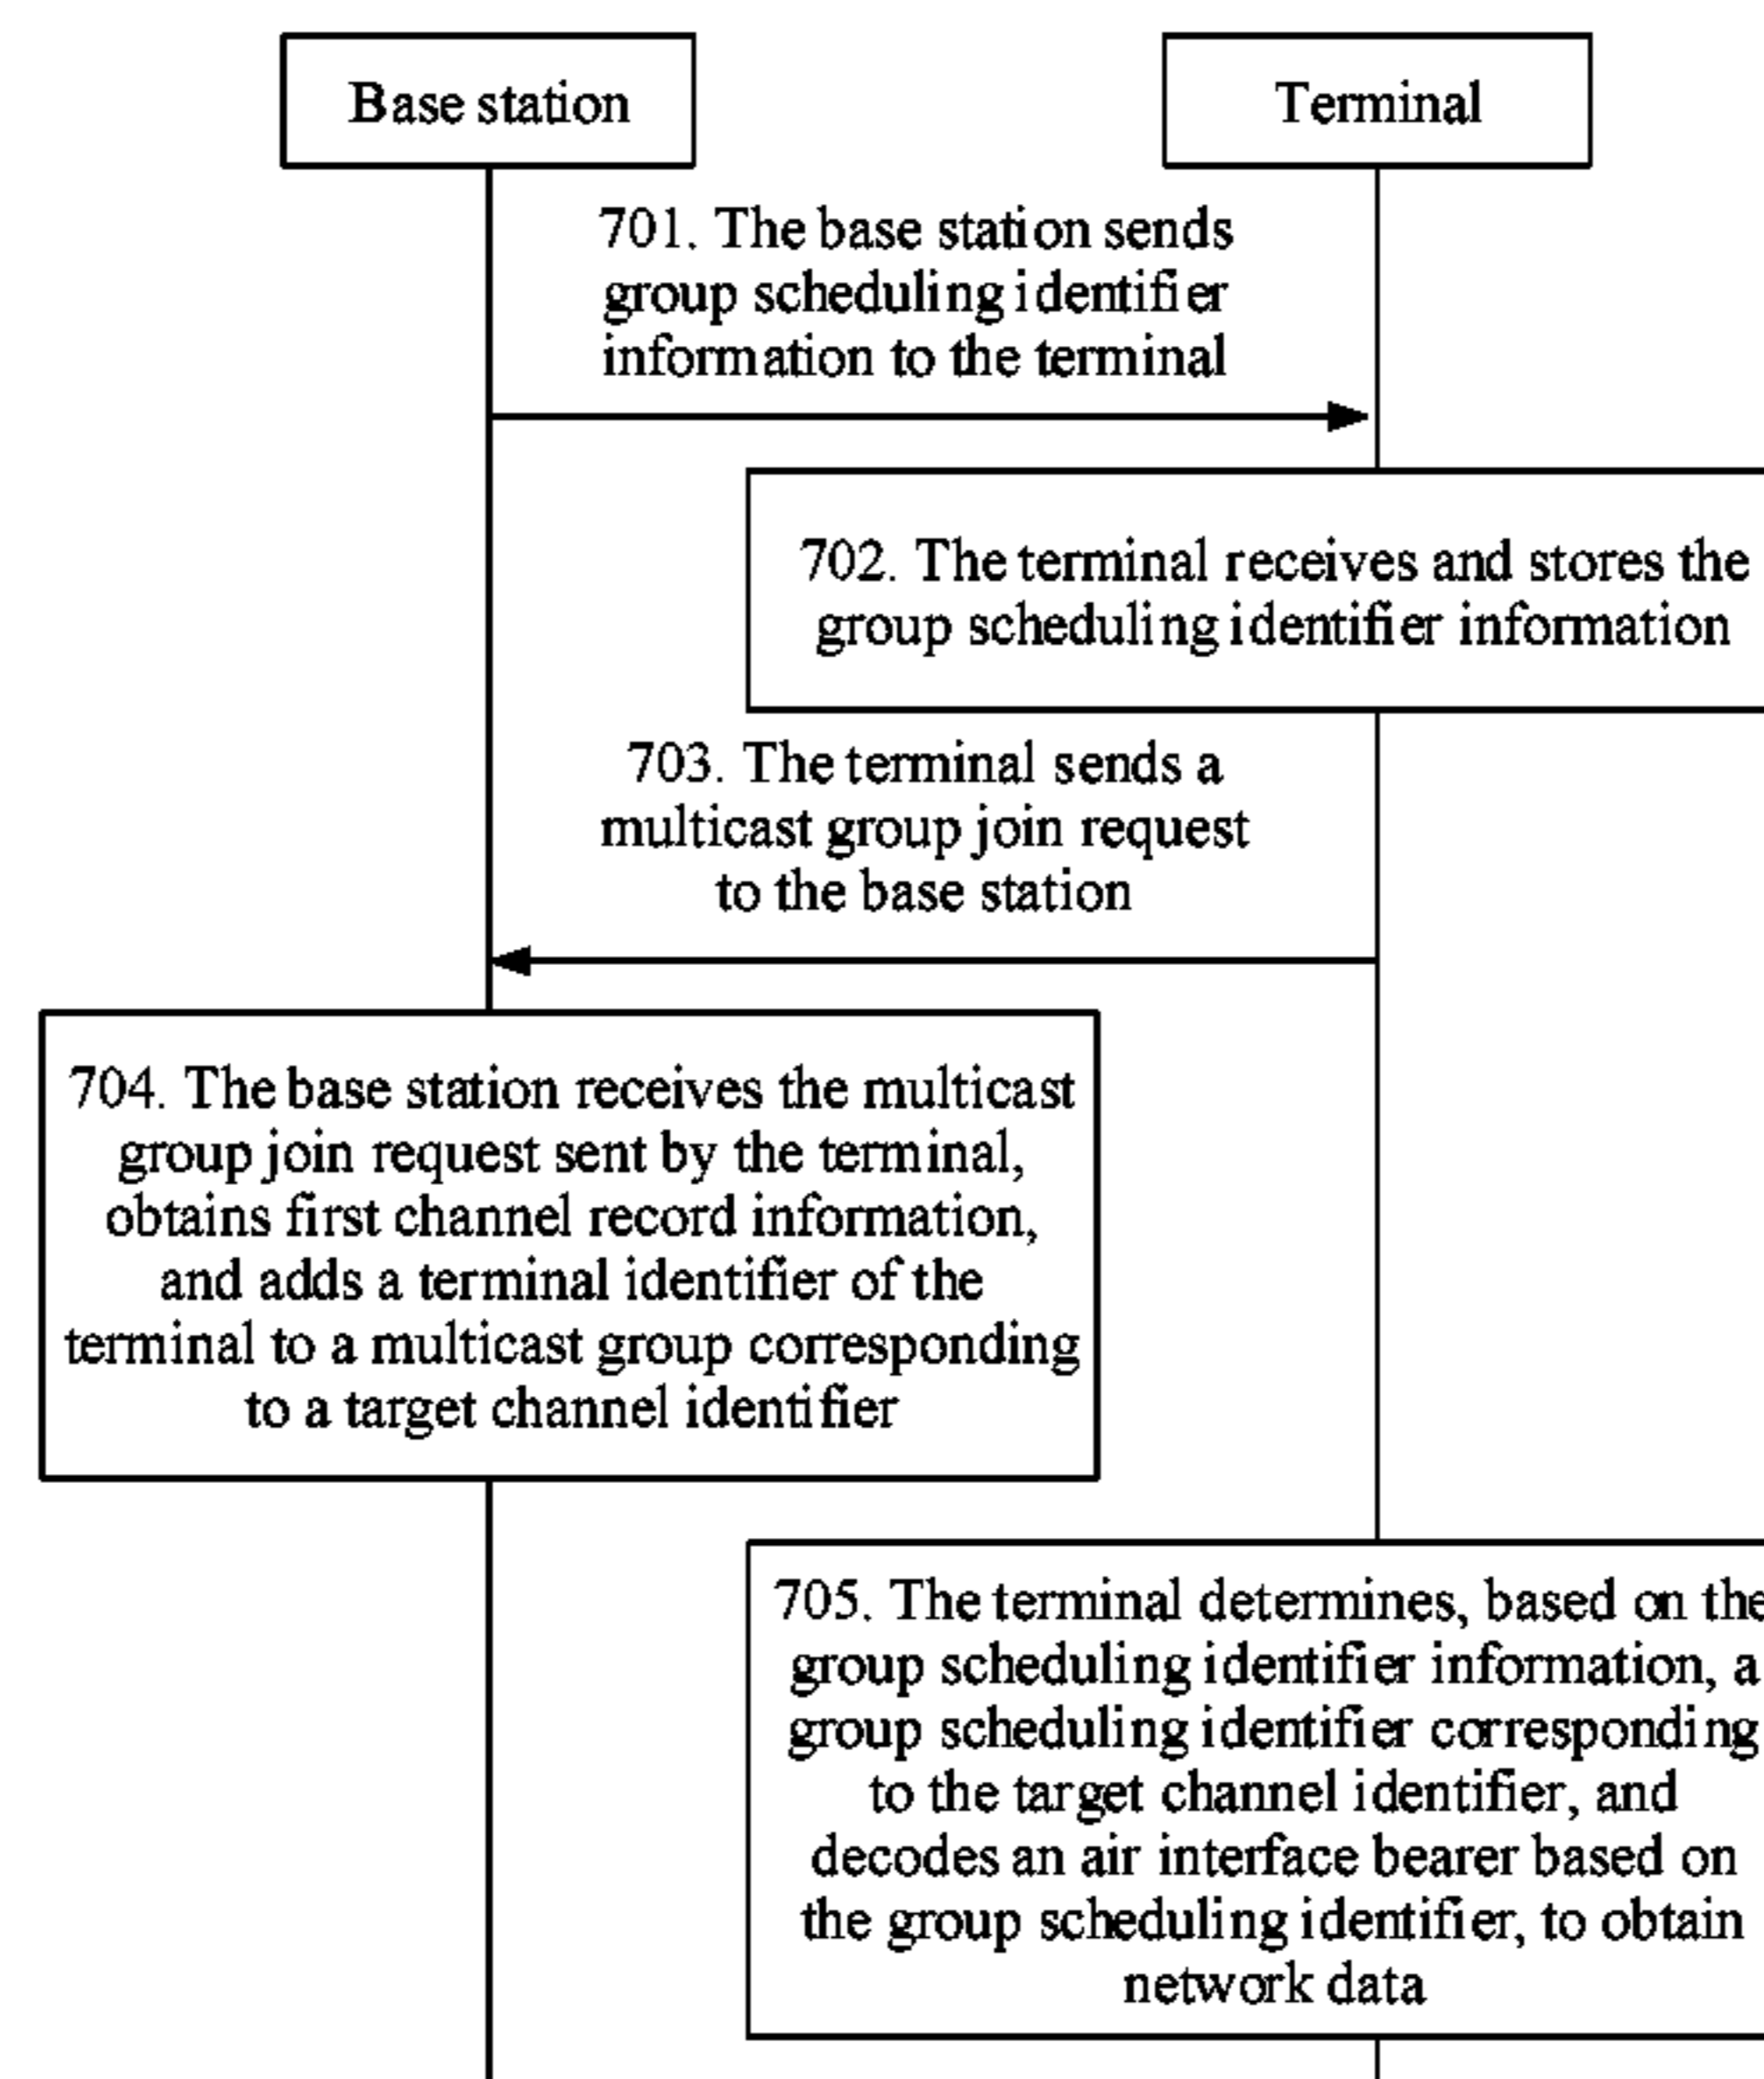 Base station
Terminal
701. The base station sends
group scheduling identifier
information to the terminal
702. The terminal receives and stores the
group scheduling identifier information
703. The terminal sends a
multicast group join request
to the base station
704. The base station receives the multicast
group join request sent by the terminal,
obtains first channel record information,
and adds a terminal identifier of the
terminal to a multicast group corresponding
to a target channel identifier
705. The terminal determines, based on the
group scheduling identifier information, a
group scheduling identifier corresponding
to the target channel identifier, and
decodes an air interface bearer based on
the group scheduling identifier, to obtain
network data